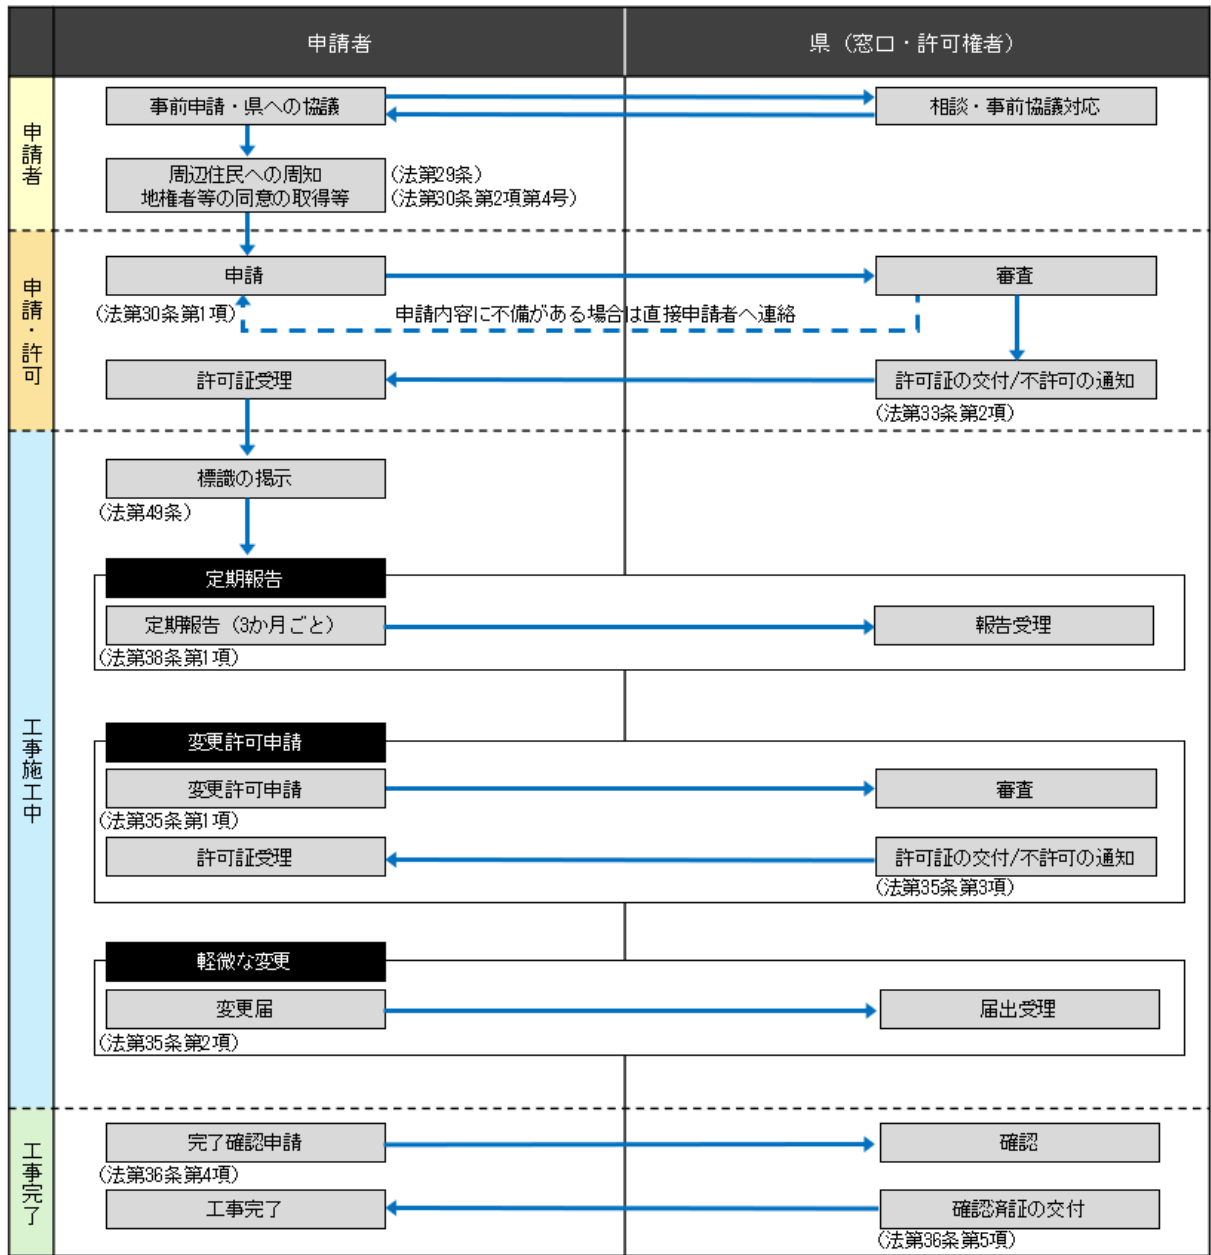 申請者
県（窓口・許可権者）
申請者
事前申請・県への協議
相談・事前協議対応
周辺住民への周知
地権者等の同意の取得等
（法第29条）
（法第30条第2項第4号）
申請・許可
申請
審査
（法第30条第1項）
申請内容に不備がある場合は直接申請者へ連絡
許可証受理
許可証の交付/不許可の通知
（法第33条第2項）
工事施工中
標識の掲示
（法第49条）
定期報告
定期報告（3か月ごと）
報告受理
（法第38条第1項）
変更許可申請
変更許可申請
審査
（法第35条第1項）
許可証受理
許可証の交付/不許可の通知
（法第35条第3項）
軽微な変更
変更届
届出受理
（法第35条第2項）
工事完了
完了確認申請
確認
（法第36条第4項）
工事完了
確認済証の交付
（法第36条第5項）